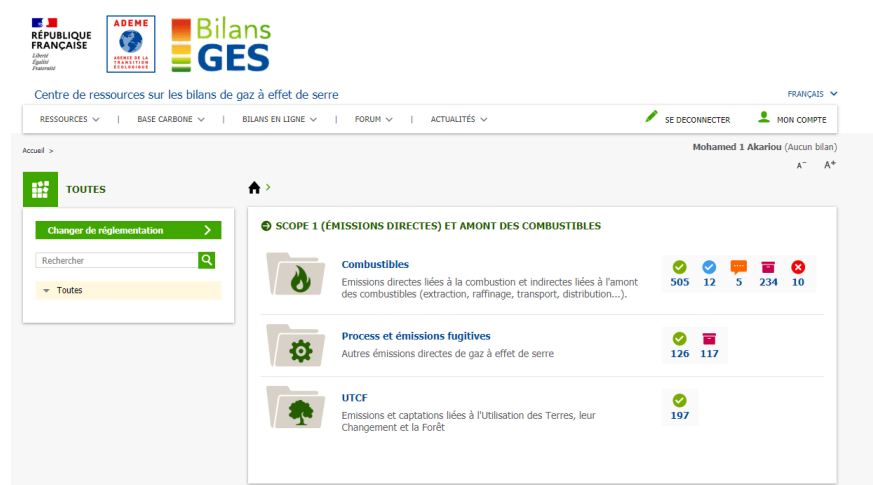 RÉPUBLIQUE
FRANÇAISE
Liberté
Égalité
Fraternité
ADEME
AGENCE DE LA
TRANSITION
ÉCOLOGIQUE
Bilans
GES
Centre de ressources sur les bilans de gaz à effet de serre
FRANÇAIS
RESSOURCES | BASE CARBONE | BILANS EN LIGNE | FORUM | ACTUALITÉS SE DECONNECTER MON COMPTE
Accueil >
Mohamed 1 Akariou (Aucun bilan)
A- A+
TOUTES
Changer de réglementation
Rechercher
Toutes
SCOPE 1 (ÉMISSIONS DIRECTES) ET AMONT DES COMBUSTIBLES
Combustibles
Emissions directes liées à la combustion et indirectes liées à l'amont
des combustibles (extraction, raffinage, transport, distribution...).
505 12 5 234 10
Process et émissions fugitives
Autres émissions directes de gaz à effet de serre
126 117
UTCF
Emissions et captations liées à l'Utilisation des Terres, leur
Changement et la Forêt
197